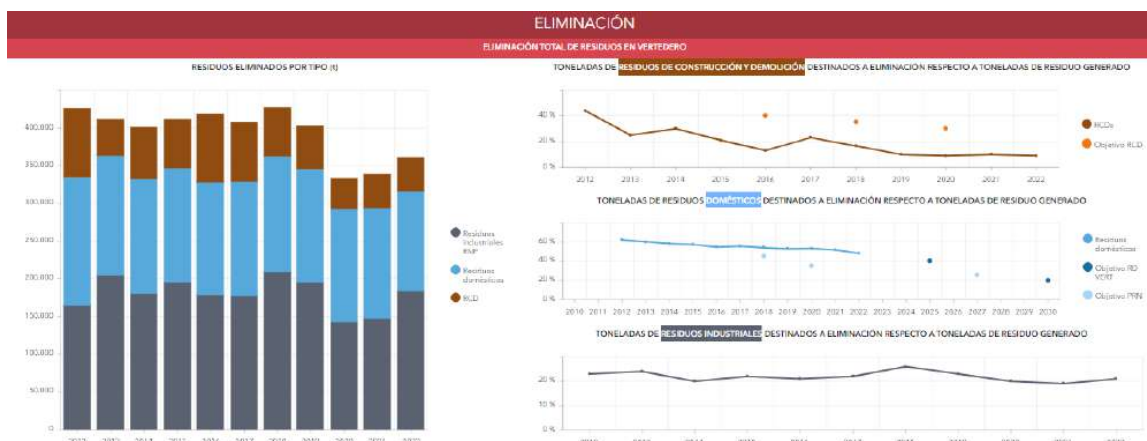 ELIMINACIÓN
ELIMINACIÓN TOTAL DE RESIDUOS EN VERTEDERO
RESIDUOS ELIMINADOS POR TIPO (t)
400.000
350.000
300.000
250.000
200.000
150.000
100.000
50.000
0
Residuos
industriales
RNP
Residuos
domésticos
RCD
TONELADAS DE RESIDUOS DE CONSTRUCCIÓN Y DEMOLICIÓN DESTINADOS A ELIMINACIÓN RESPECTO A TONELADAS DE RESIDUO GENERADO
40 %
20 %
0 %
2012 2013 2014 2015 2016 2017 2018 2019 2020 2021 2022
RCDs
Objetivo RCD
TONELADAS DE RESIDUOS DOMÉSTICOS DESTINADOS A ELIMINACIÓN RESPECTO A TONELADAS DE RESIDUO GENERADO
60 %
40 %
20 %
0 %
2010 2011 2012 2013 2014 2015 2016 2017 2018 2019 2020 2021 2022 2023 2024 2025 2026 2027 2028 2029 2030
Residuos
domésticos
Objetivo RD
VERT
Objetivo PRN
TONELADAS DE RESIDUOS INDUSTRIALES DESTINADOS A ELIMINACIÓN RESPECTO A TONELADAS DE RESIDUO GENERADO
20 %
10 %
0 %